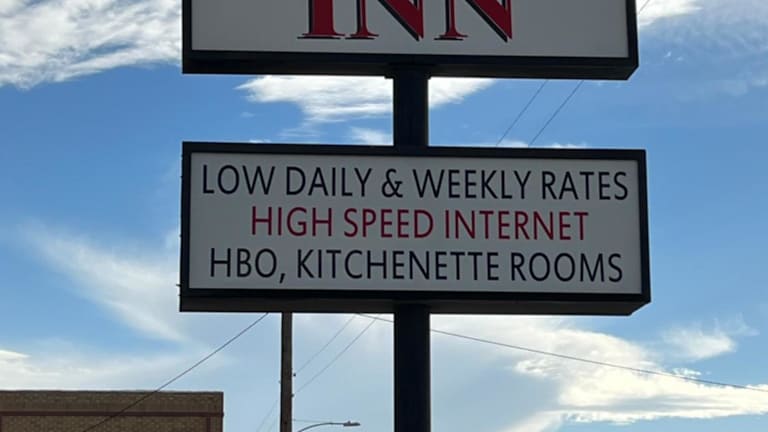 INN
LOW DAILY & WEEKLY RATES
HIGH SPEED INTERNET
HBO, KITCHENETTE ROOMS